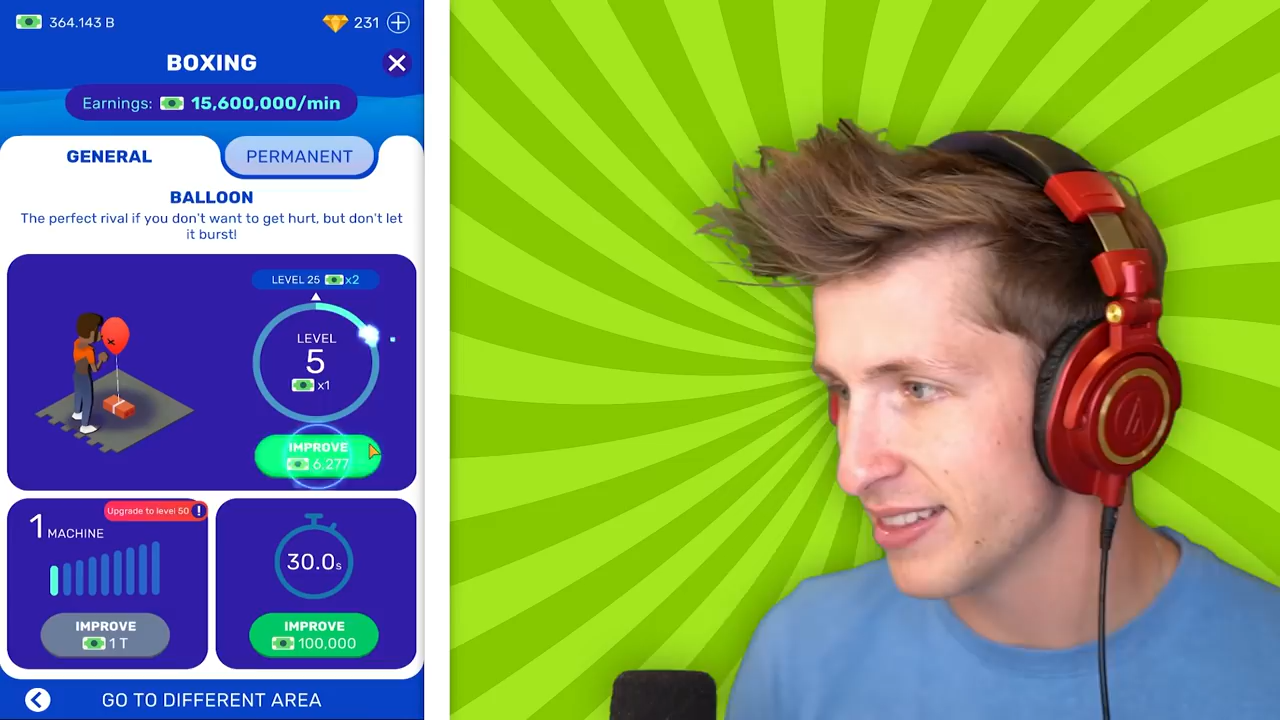 364.143 B
231
BOXING
Earnings: 15,600,000/min
GENERAL
PERMANENT
BALLOON
The perfect rival if you don't want to get hurt, but don't let
it burst!
LEVEL 25 x2
LEVEL
5
x1
IMPROVE
6,277
Upgrade to level 50 !
1 MACHINE
30.0s
IMPROVE
1 T
IMPROVE
100,000
GO TO DIFFERENT AREA